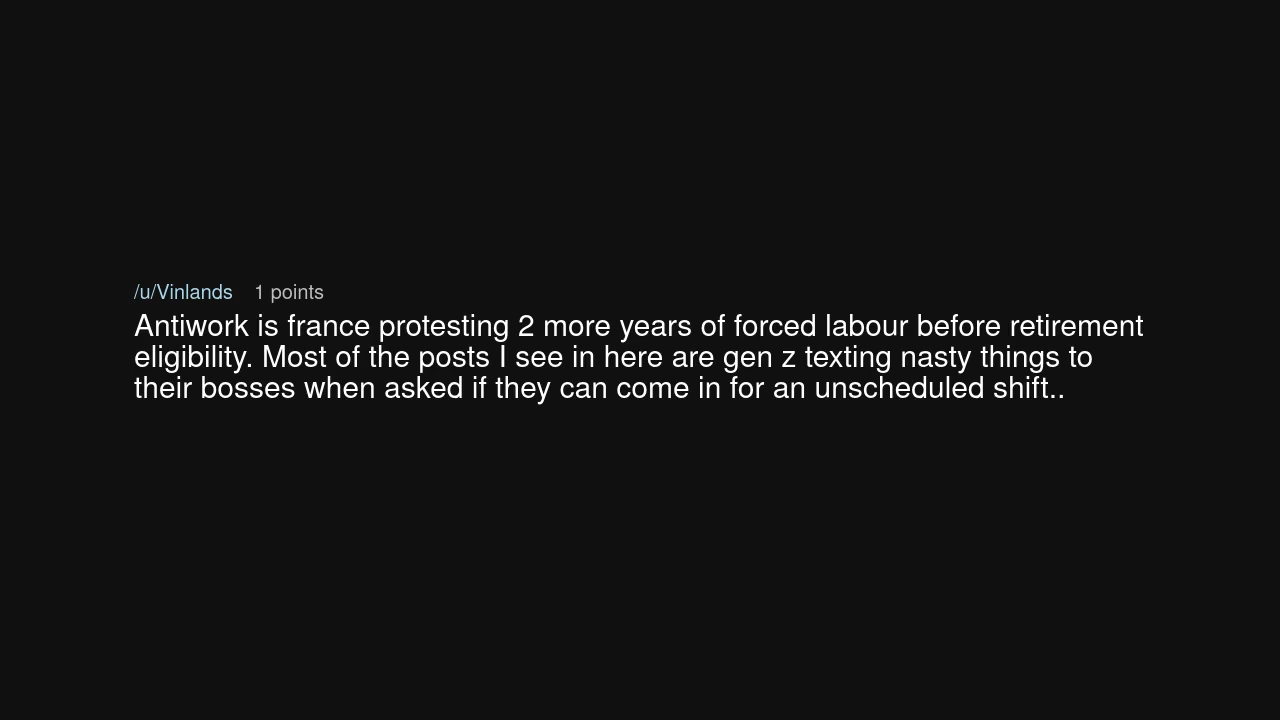 /u/Vinlands 1 points
Antiwork is france protesting 2 more years of forced labour before retirement
eligibility. Most of the posts I see in here are gen z texting nasty things to
their bosses when asked if they can come in for an unscheduled shift..